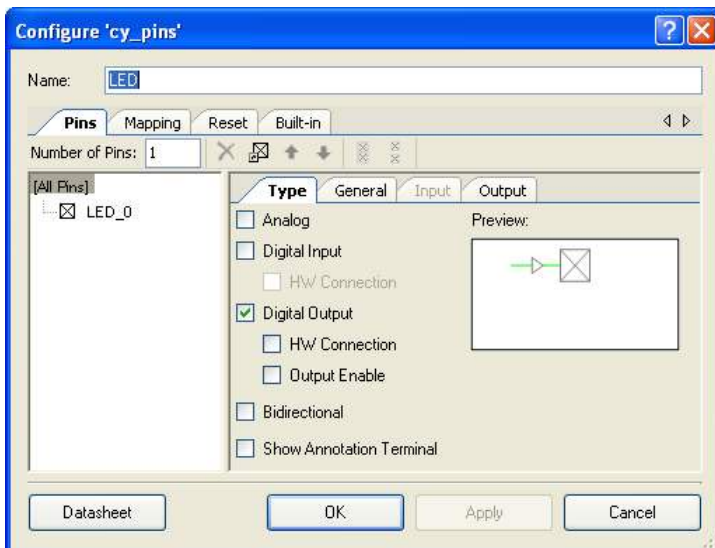 Configure 'cy_pins'
Name: LED
Pins Mapping Reset Built-in
Number of Pins: 1
[All Pins]
LED_0
Type General Input Output
Analog
Digital Input
HW Connection
Digital Output
HW Connection
Output Enable
Bidirectional
Show Annotation Terminal
Preview:
Datasheet OK Apply Cancel